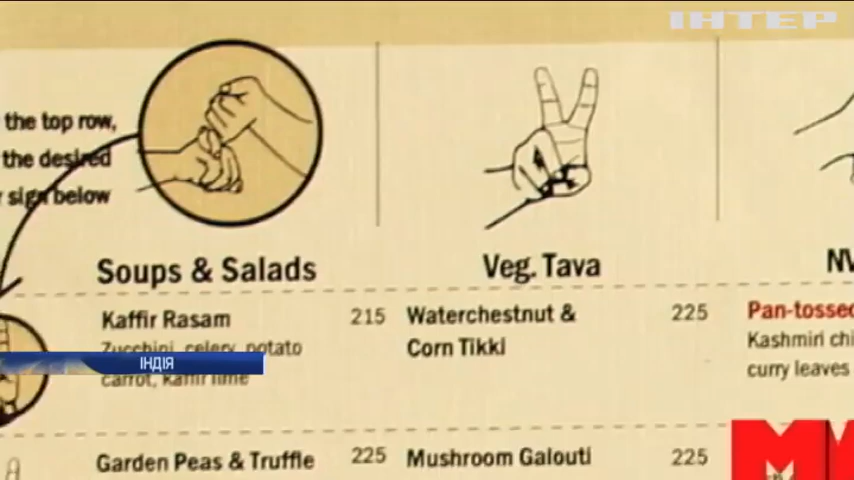 ІНТЕР
the top row,
the desired
sign below
Soups & Salads
Veg. Tava
NV
Kaffir Rasam 215
Zucchini, celery, potato
carrot, kaffir lime
Waterchestnut & 225
Corn Tikki
Pan-tossed
Kashmiri chi
curry leaves
ІНДІЯ
Garden Peas & Truffle 225
Mushroom Galouti 225